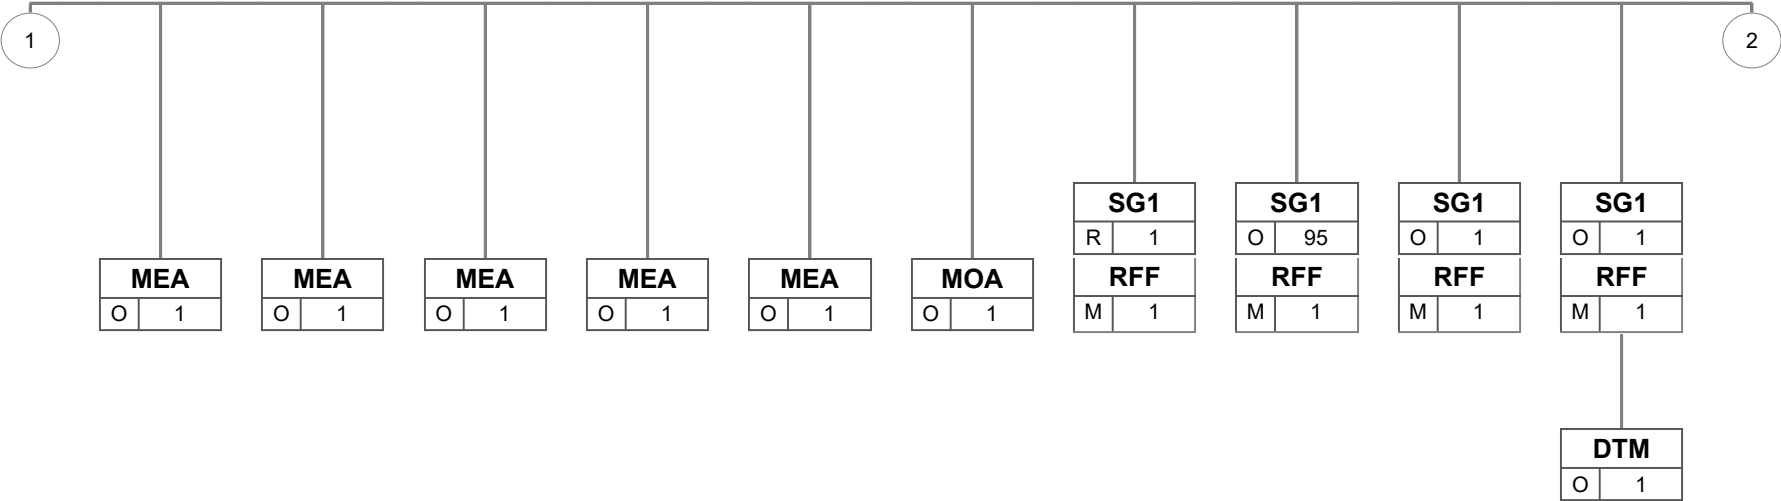 1 2
SG1 SG1 SG1 SG1
R 1 O 95 O 1 O 1
MEA MEA MEA MEA MEA MOA RFF RFF RFF RFF
O 1 O 1 O 1 O 1 O 1 O 1 M 1 M 1 M 1 M 1
DTM
O 1